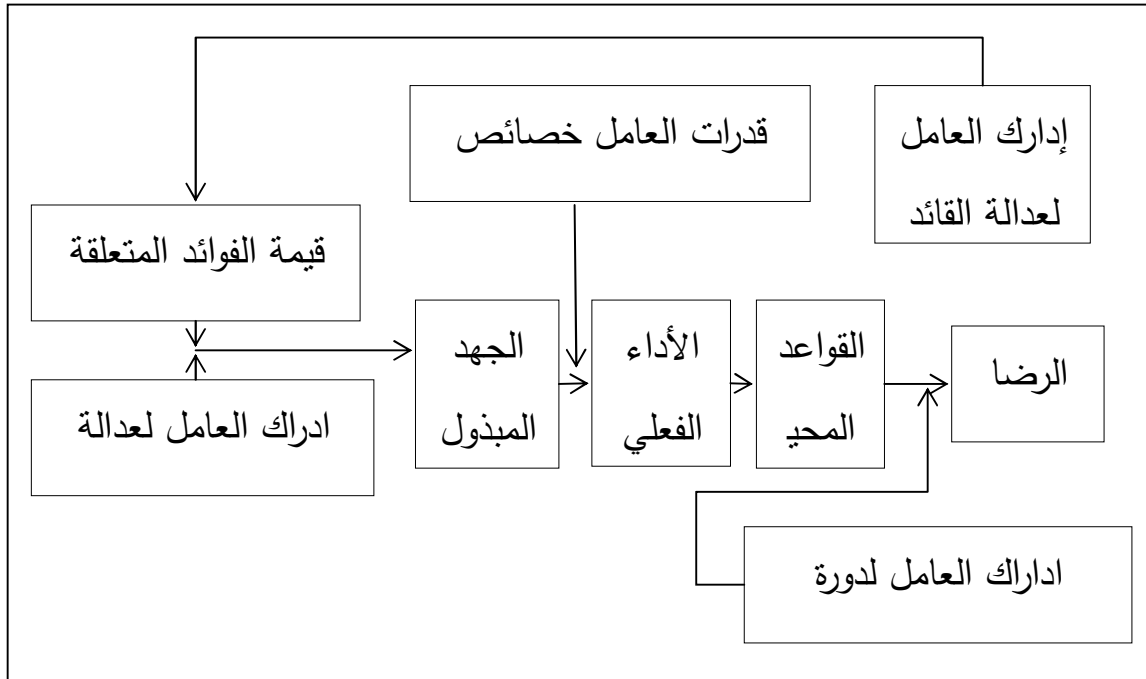 إدارك العامل
لعدالة القائد
قدرات العامل خصائص
قيمة الفوائد المتعلقة
ادراك العامل لعدالة
الجهد
المبذول
الأداء
الفعلي
القواعد
المحيـ
الرضا
اداراك العامل لدورة